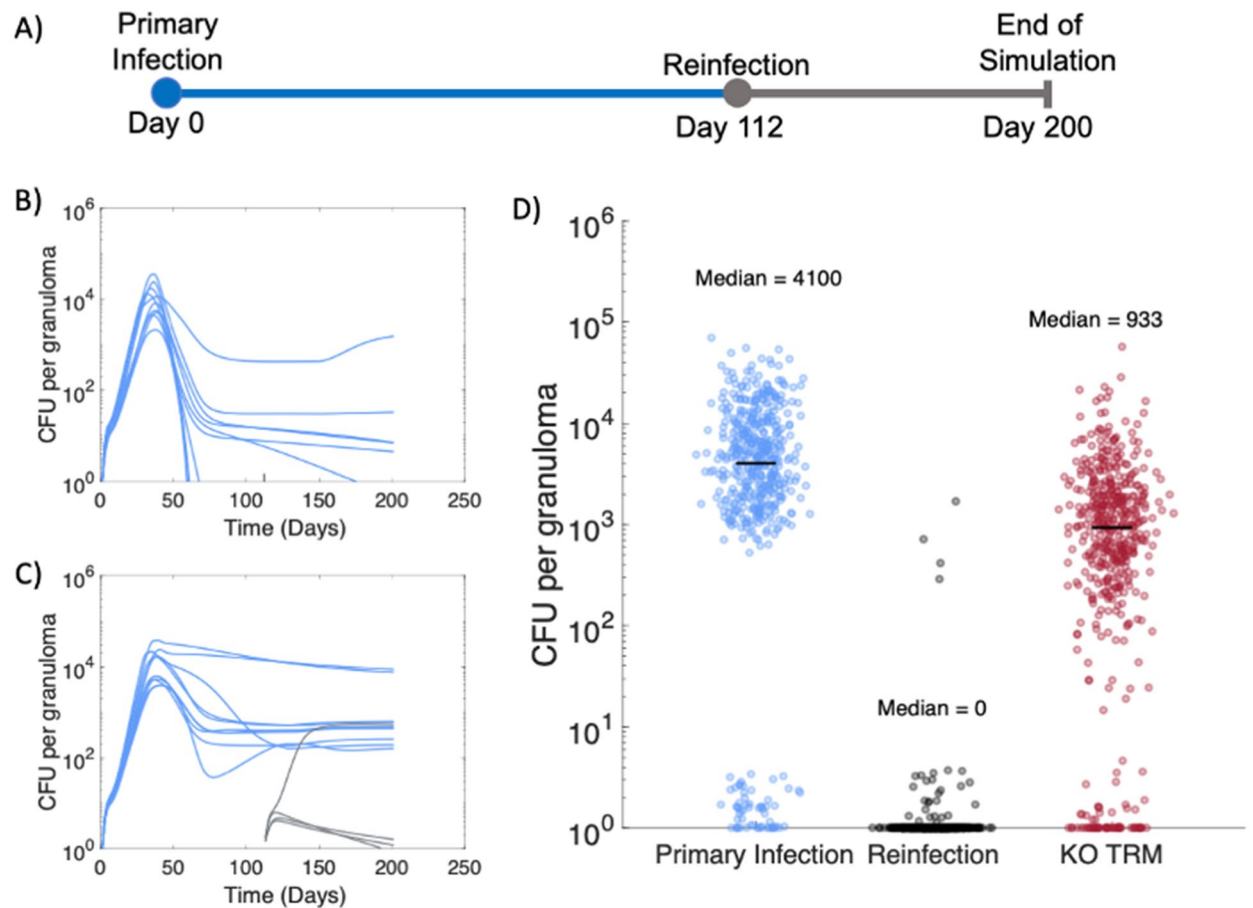 A)
Primary
Infection
Day 0
Reinfection
Day 112
End of
Simulation
Day 200
B)
CFU per granuloma
10^6
10^4
10^2
10^0
0 50 100 150 200 250
Time (Days)
C)
CFU per granuloma
10^6
10^4
10^2
10^0
0 50 100 150 200 250
Time (Days)
D)
CFU per granuloma
10^6
10^5
10^4
10^3
10^2
10^1
10^0
Median = 4100
Median = 933
Median = 0
Primary Infection Reinfection KO TRM